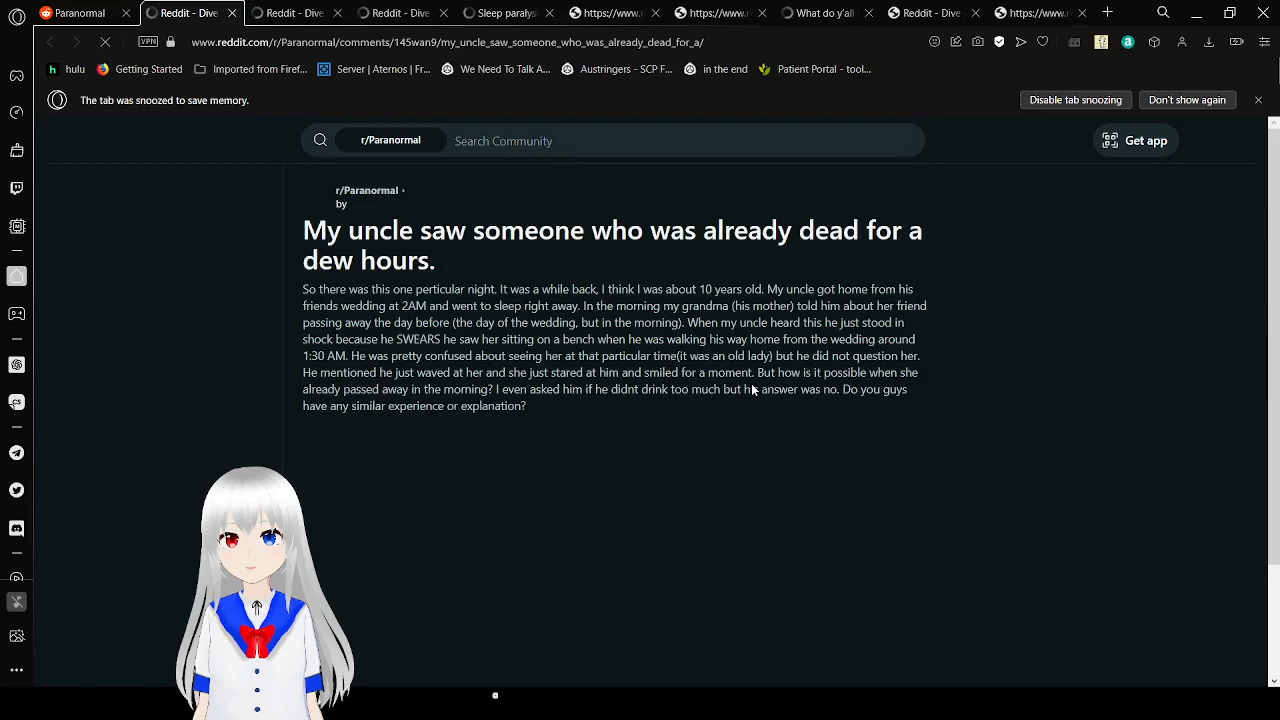 Paranormal
Reddit - Dive
Reddit - Dive
Reddit - Dive
Sleep paralys
https://www.r
https://www.r
What do y'all
Reddit - Dive
https://www.r
VPN
www.reddit.com/r/Paranormal/comments/145wan9/my_uncle_saw_someone_who_was_already_dead_for_a/
hulu
Getting Started
Imported from Firef...
Server | Aternos | Fr...
We Need To Talk A...
Austringers - SCP F...
in the end
Patient Portal - tool...
The tab was snoozed to save memory.
Disable tab snoozing
Don't show again
r/Paranormal
Search Community
Get app
r/Paranormal •
by
My uncle saw someone who was already dead for a
dew hours.
So there was this one perticular night. It was a while back, I think I was about 10 years old. My uncle got home from his
friends wedding at 2AM and went to sleep right away. In the morning my grandma (his mother) told him about her friend
passing away the day before (the day of the wedding, but in the morning). When my uncle heard this he just stood in
shock because he SWEARS he saw her sitting on a bench when he was walking his way home from the wedding around
1:30 AM. He was pretty confused about seeing her at that particular time(it was an old lady) but he did not question her.
He mentioned he just waved at her and she just stared at him and smiled for a moment. But how is it possible when she
already passed away in the morning? I even asked him if he didnt drink too much but answer was no. Do you guys
have any similar experience or explanation?